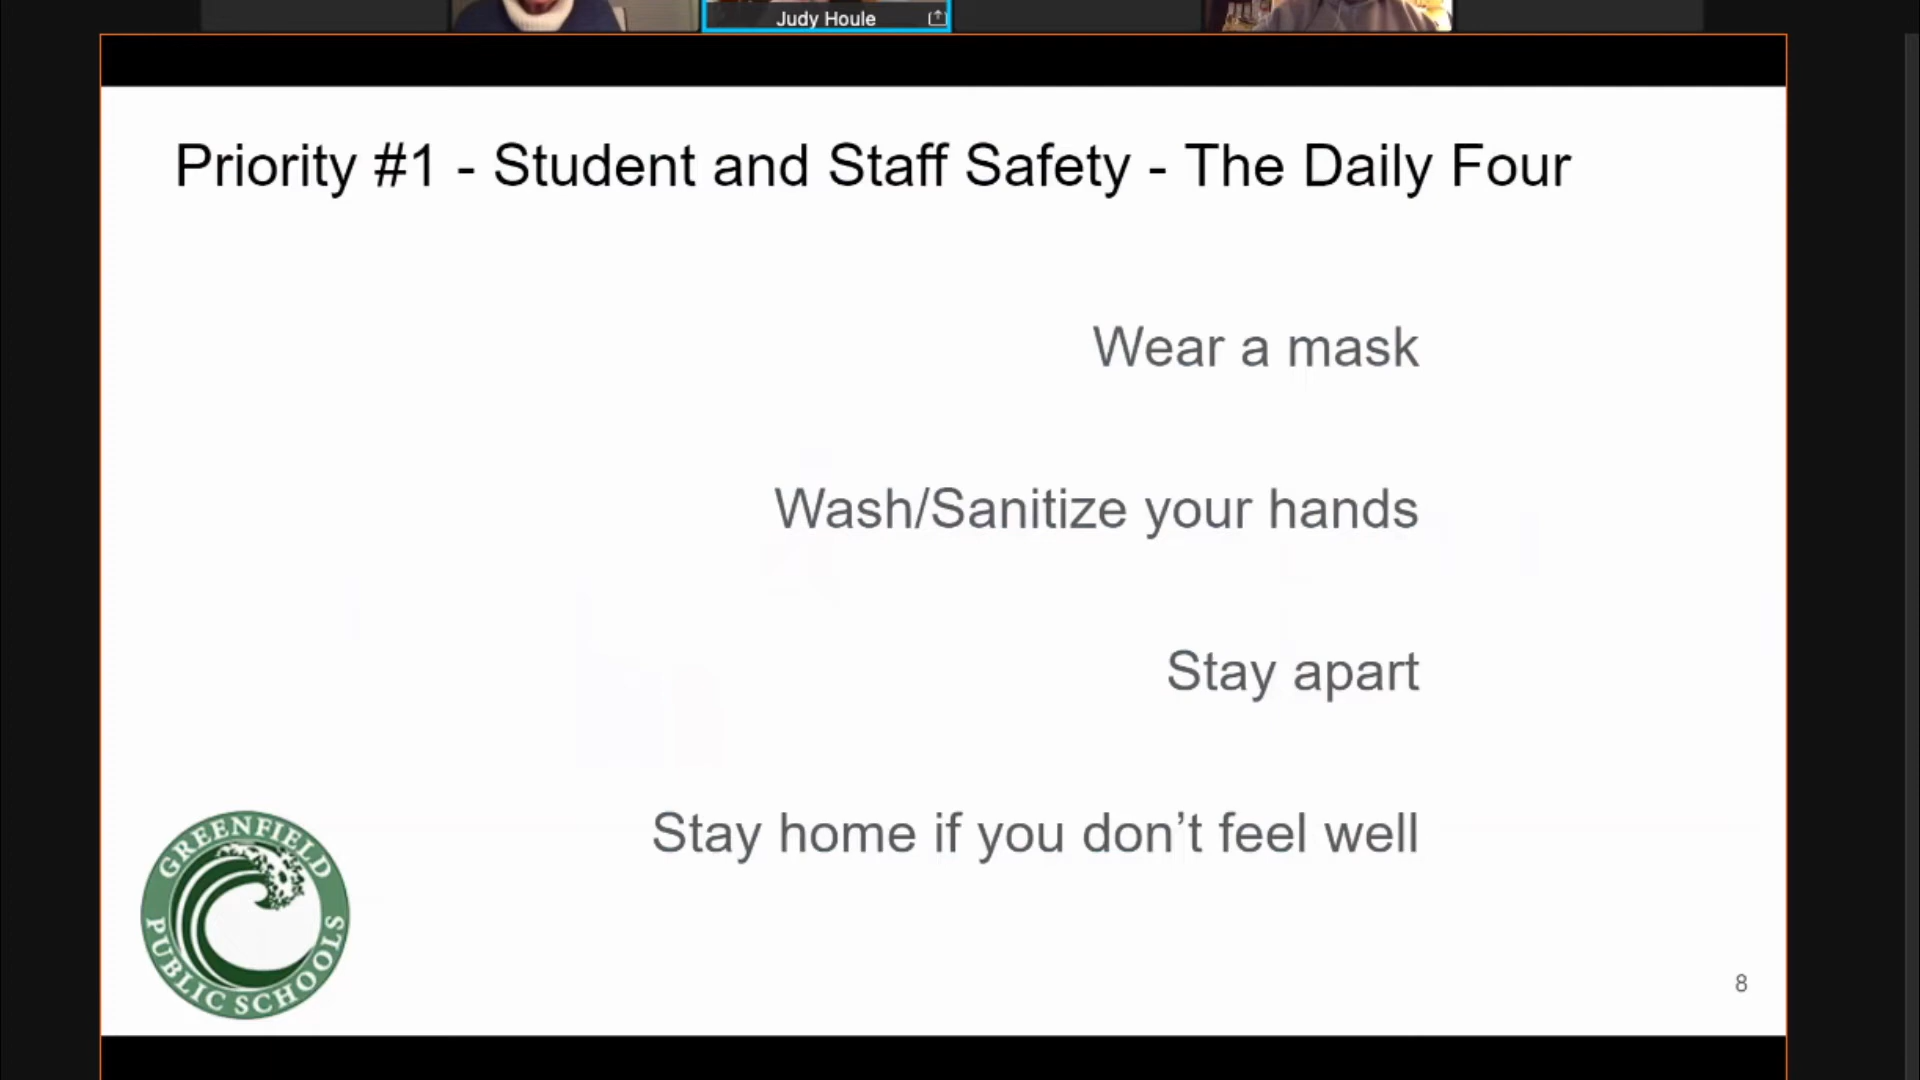 Judy Houle
Priority #1 - Student and Staff Safety - The Daily Four
Wear a mask
Wash/Sanitize your hands
Stay apart
Stay home if you don’t feel well
GREENFIELD
PUBLIC SCHOOLS
8